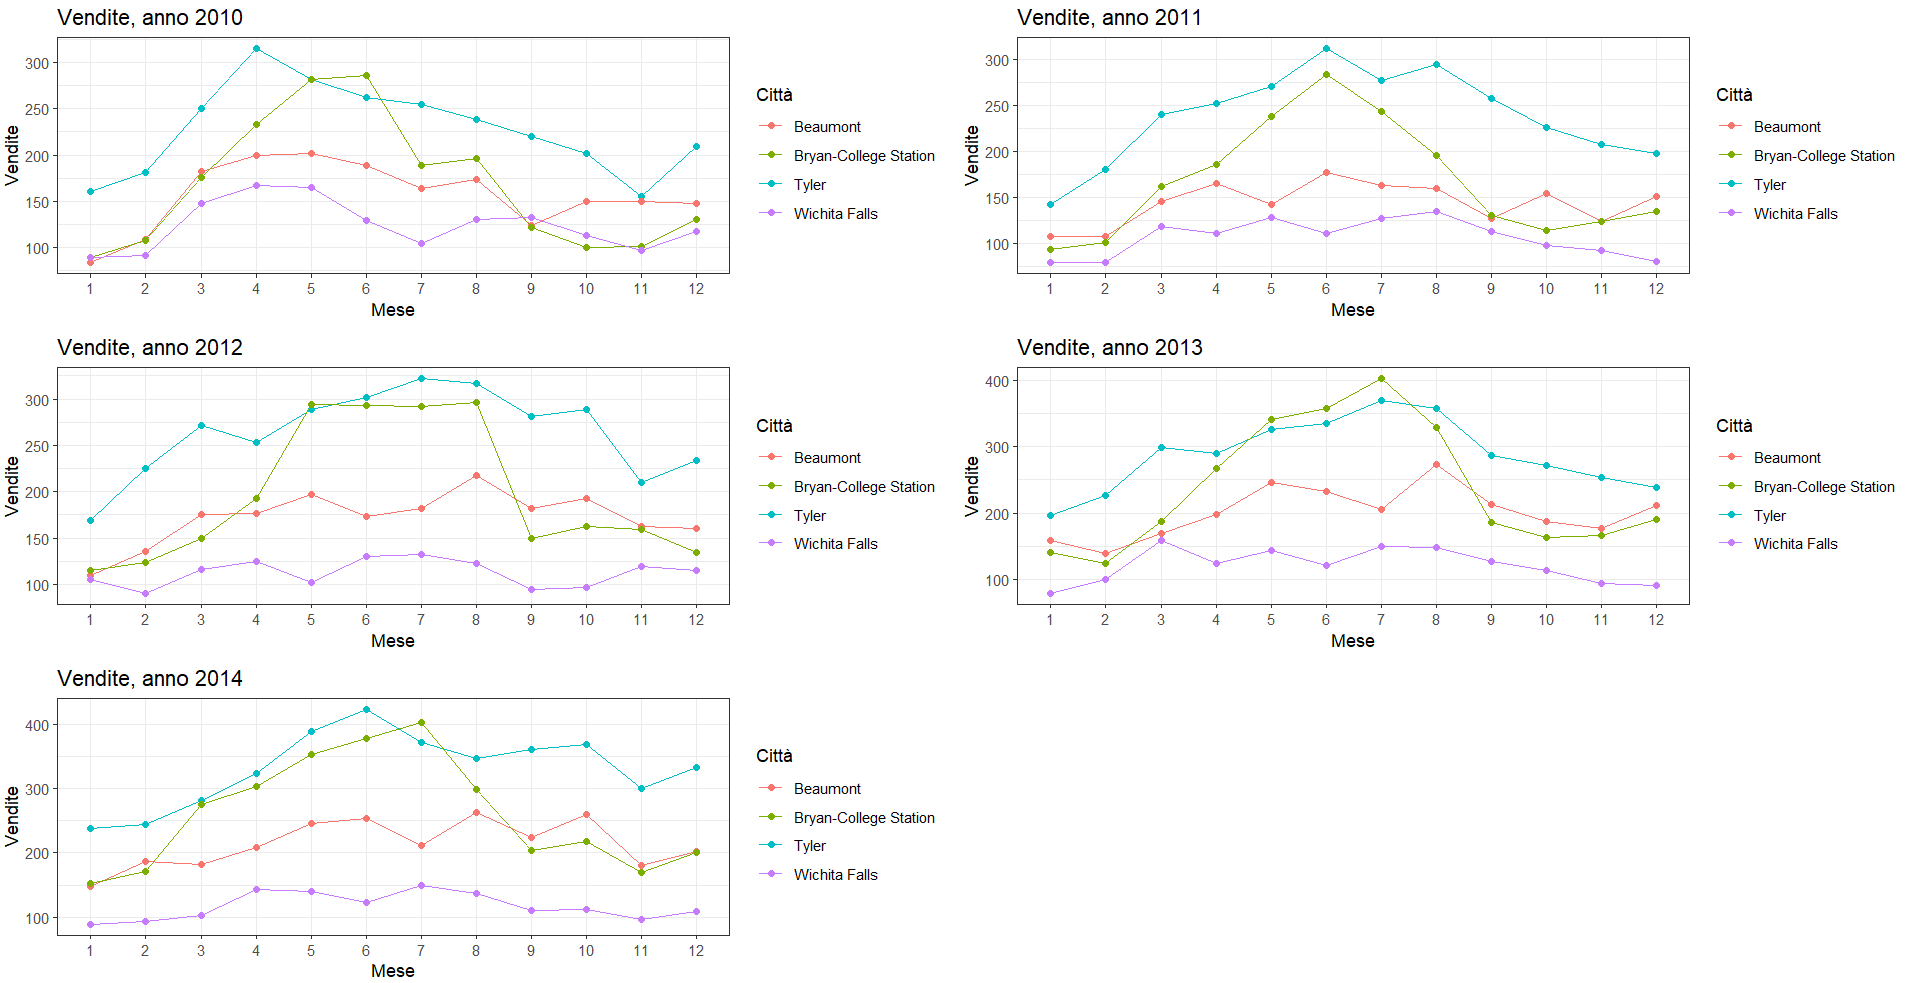 Vendite, anno 2010
Vendite
300
250
200
150
100
1 2 3 4 5 6 7 8 9 10 11 12
Mese
Città
Beaumont
Bryan-College Station
Tyler
Wichita Falls
Vendite, anno 2011
Vendite
300
250
200
150
100
1 2 3 4 5 6 7 8 9 10 11 12
Mese
Città
Beaumont
Bryan-College Station
Tyler
Wichita Falls
Vendite, anno 2012
Vendite
300
250
200
150
100
1 2 3 4 5 6 7 8 9 10 11 12
Mese
Città
Beaumont
Bryan-College Station
Tyler
Wichita Falls
Vendite, anno 2013
Vendite
400
300
200
100
1 2 3 4 5 6 7 8 9 10 11 12
Mese
Città
Beaumont
Bryan-College Station
Tyler
Wichita Falls
Vendite, anno 2014
Vendite
400
300
200
100
1 2 3 4 5 6 7 8 9 10 11 12
Mese
Città
Beaumont
Bryan-College Station
Tyler
Wichita Falls